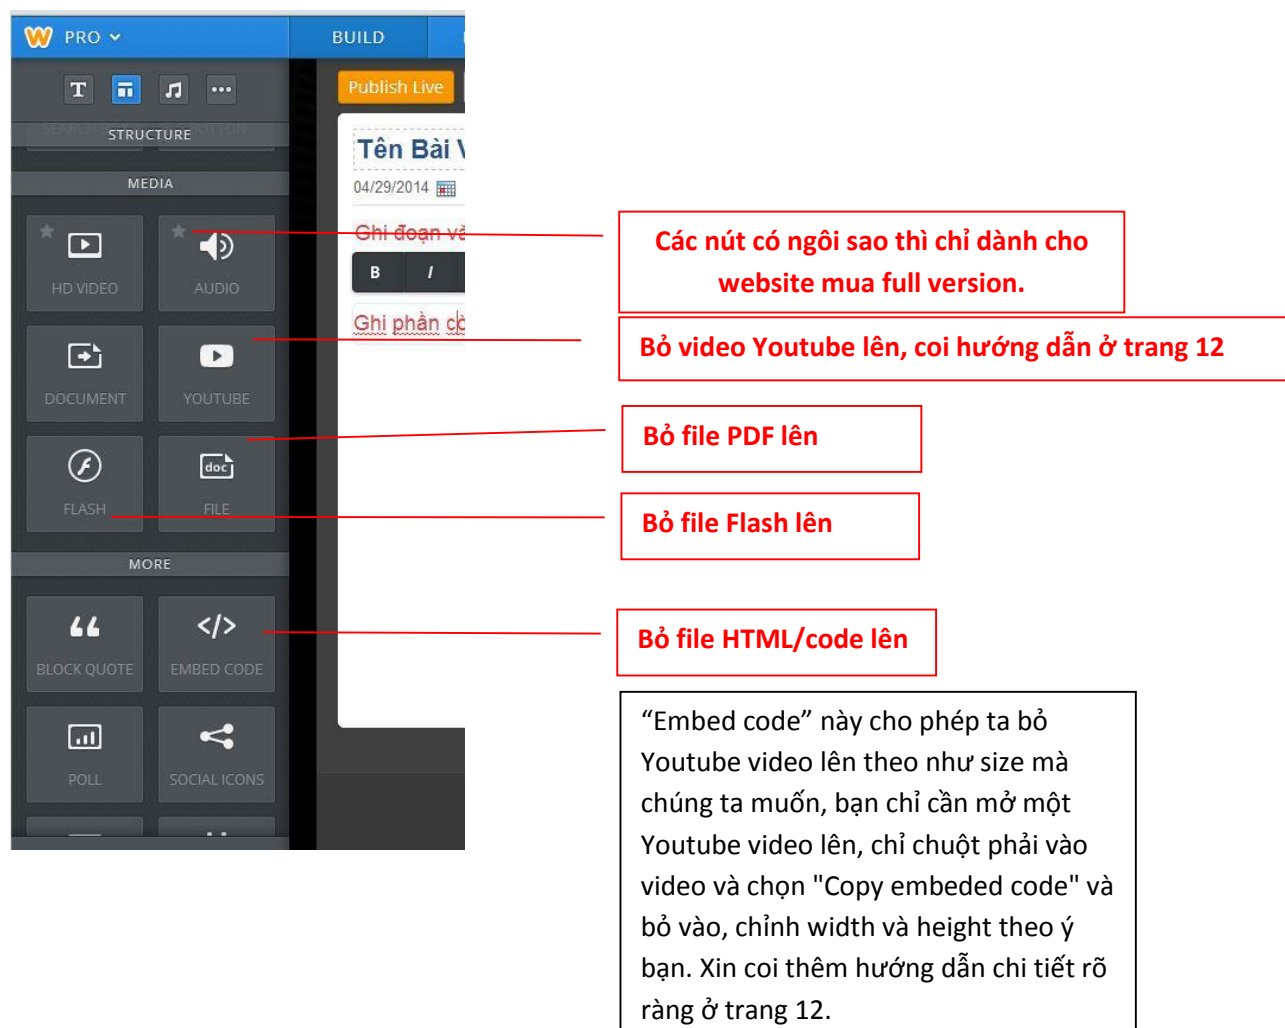 PRO
BUILD
Publish Live
STRUCTURE
MEDIA
HD VIDEO
AUDIO
DOCUMENT
YOUTUBE
doc
FLASH
FILE
MORE
BLOCK QUOTE
</>
EMBED CODE
POLL
SOCIAL ICONS
Tên Bài
04/29/2014
Ghi đoạn
B I
Ghi phần
Các nút có ngôi sao thì chỉ dành cho
website mua full version.
Bỏ video Youtube lên, coi hướng dẫn ở trang 12
Bỏ file PDF lên
Bỏ file Flash lên
Bỏ file HTML/code lên
“Embed code” này cho phép ta bỏ
Youtube video lên theo như size mà
chúng ta muốn, bạn chỉ cần mở một
Youtube video lên, chỉ chuột phải vào
video và chọn "Copy embeded code" và
bỏ vào, chỉnh width và height theo ý
bạn. Xin coi thêm hướng dẫn chi tiết rõ
ràng ở trang 12.